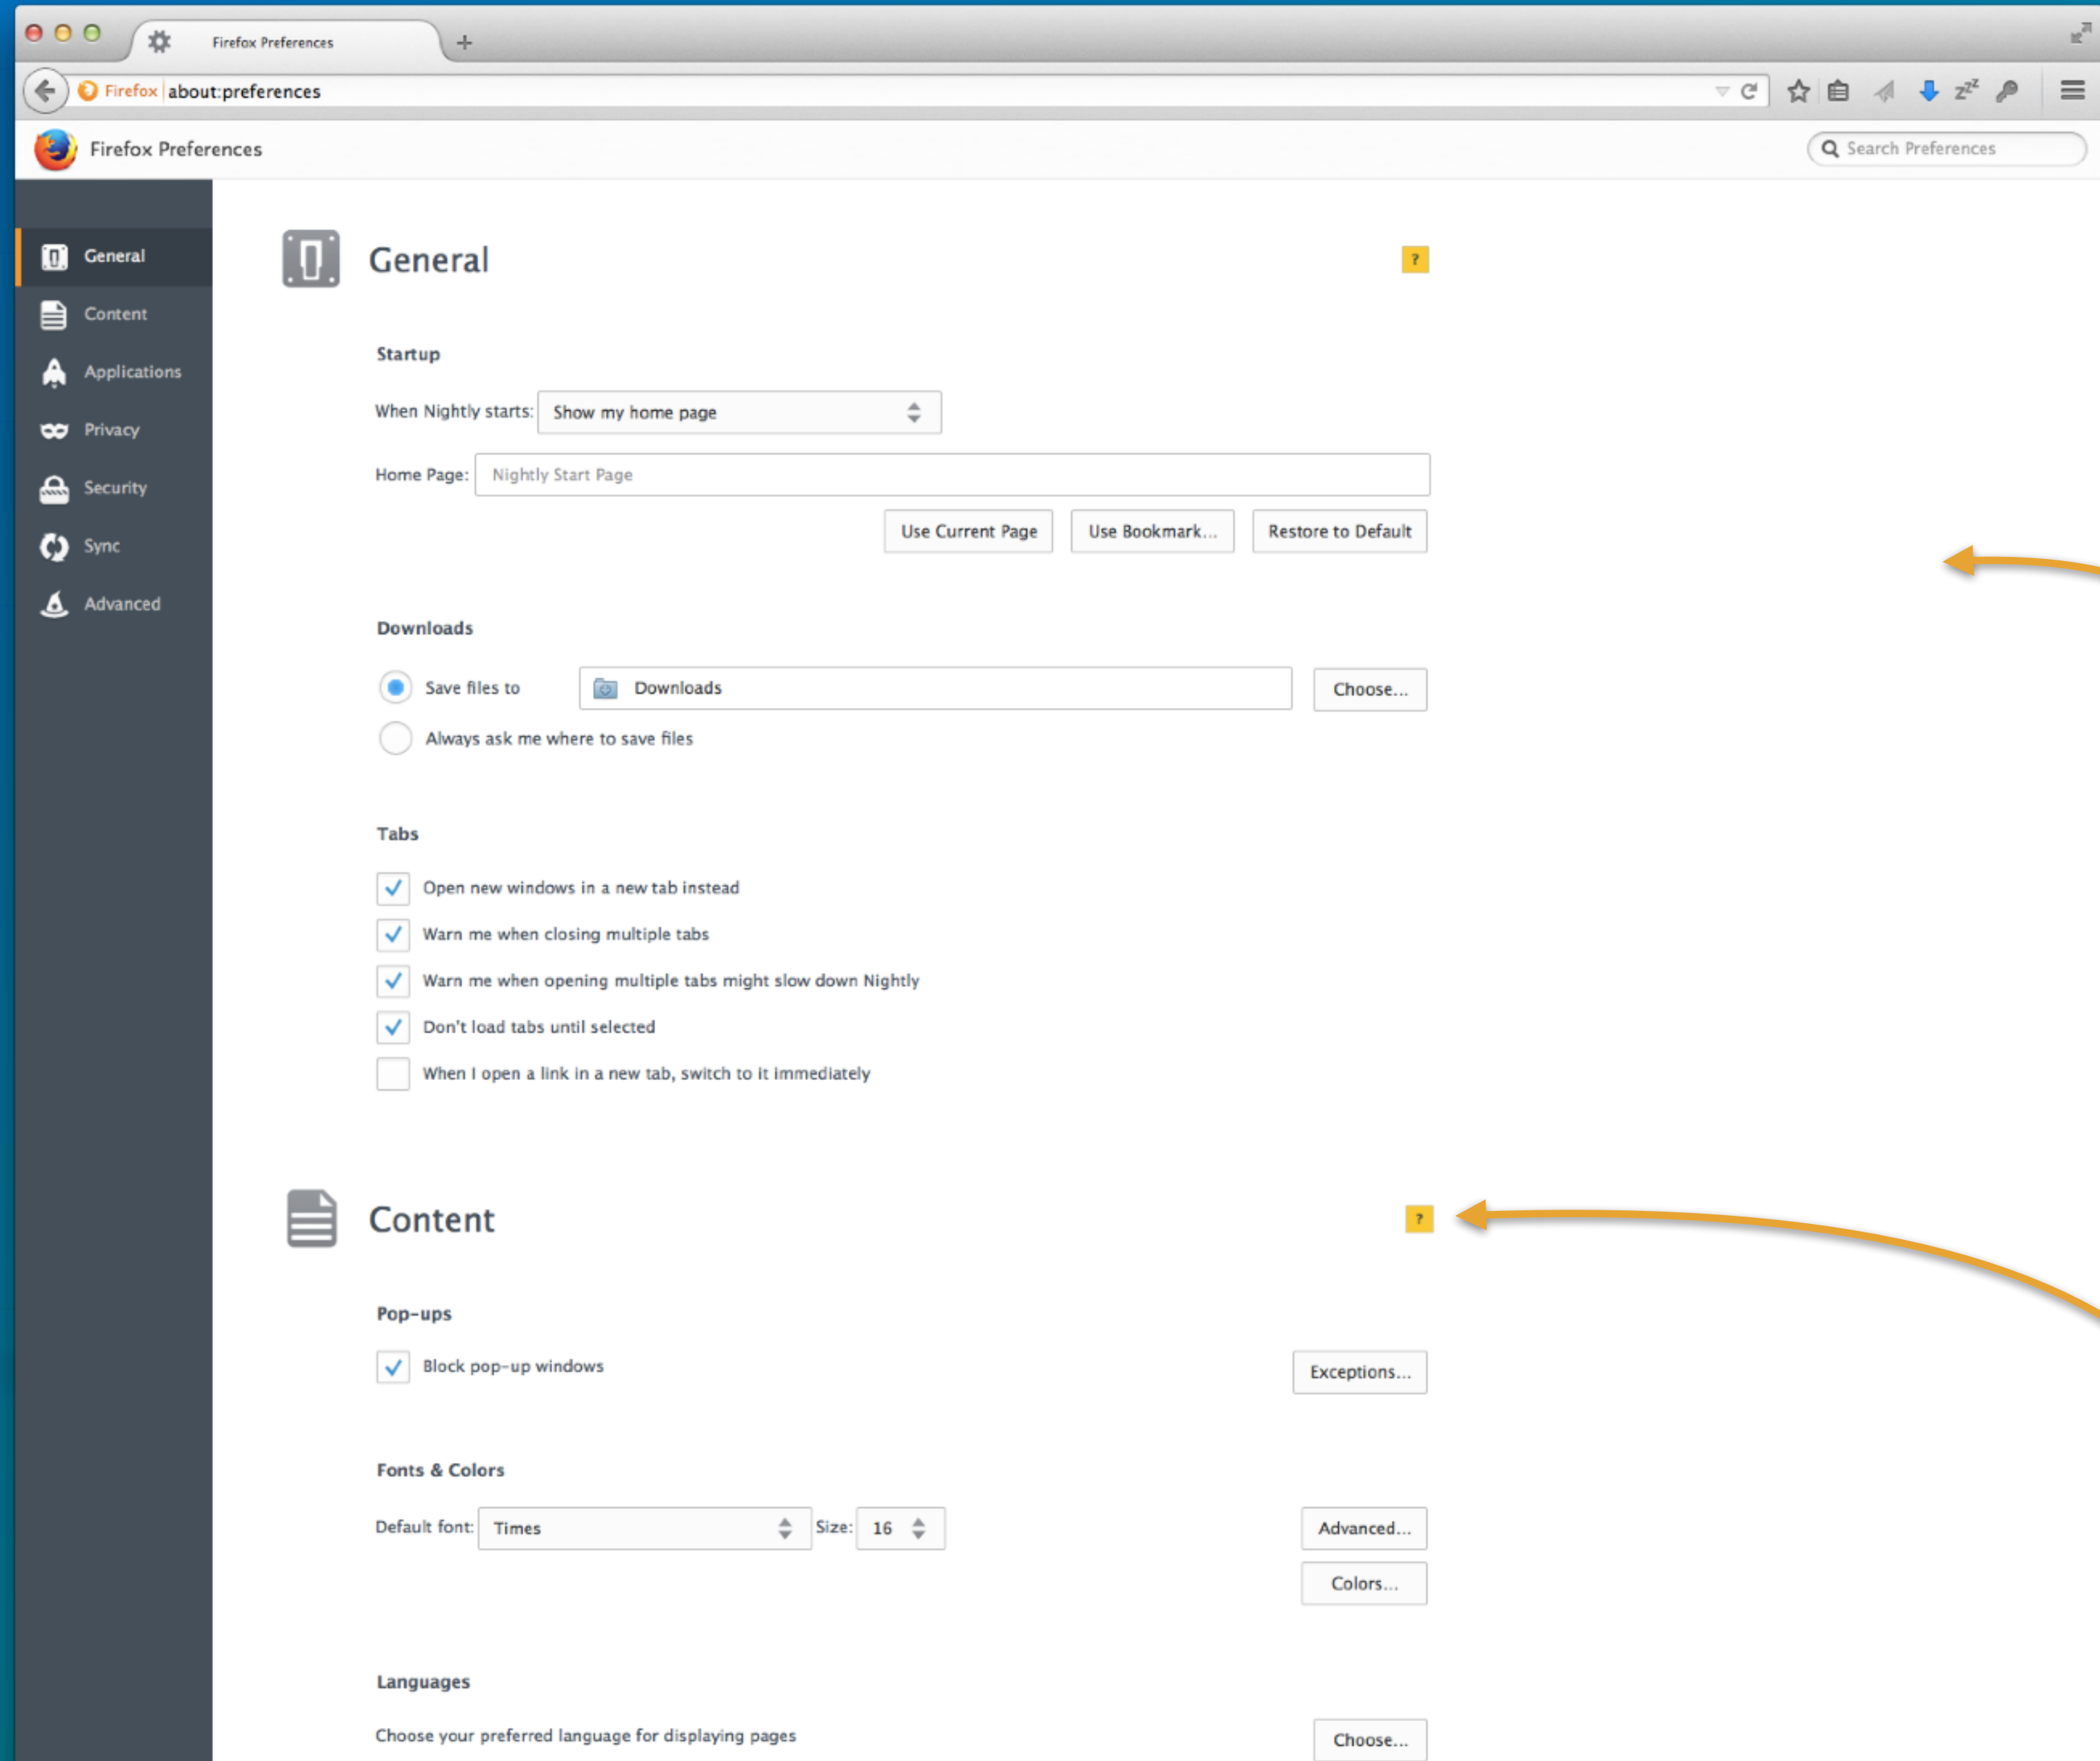 Firefox Preferences
Firefox about:preferences
zzz
Firefox Preferences
Search Preferences
General
Content
Applications
Privacy
Security
Sync
Advanced
General
?
Startup
When Nightly starts: Show my home page
Home Page: Nightly Start Page
Use Current Page Use Bookmark... Restore to Default
Downloads
Save files to Downloads Choose...
Always ask me where to save files
Tabs
Open new windows in a new tab instead
Warn me when closing multiple tabs
Warn me when opening multiple tabs might slow down Nightly
Don't load tabs until selected
When I open a link in a new tab, switch to it immediately
Content
?
Pop-ups
Block pop-up windows Exceptions...
Fonts & Colors
Default font: Times Size: 16 Advanced...
Colors...
Languages
Choose your preferred language for displaying pages Choose...